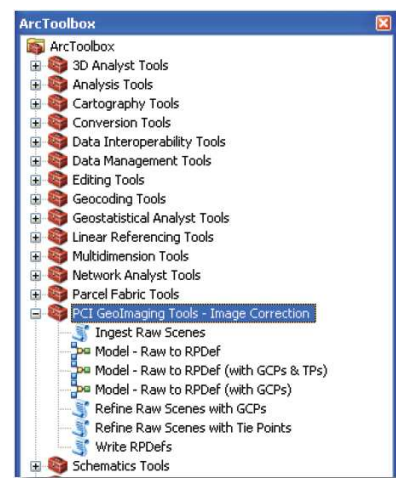 ArcToolbox
ArcToolbox
3D Analyst Tools
Analysis Tools
Cartography Tools
Conversion Tools
Data Interoperability Tools
Data Management Tools
Editing Tools
Geocoding Tools
Geostatistical Analyst Tools
Linear Referencing Tools
Multidimension Tools
Network Analyst Tools
Parcel Fabric Tools
PCI GeoImaging Tools - Image Correction
Ingest Raw Scenes
Model - Raw to RPDef
Model - Raw to RPDef (with GCPs & TPs)
Model - Raw to RPDef (with GCPs)
Refine Raw Scenes with GCPs
Refine Raw Scenes with Tie Points
Write RPDefs
Schematics Tools